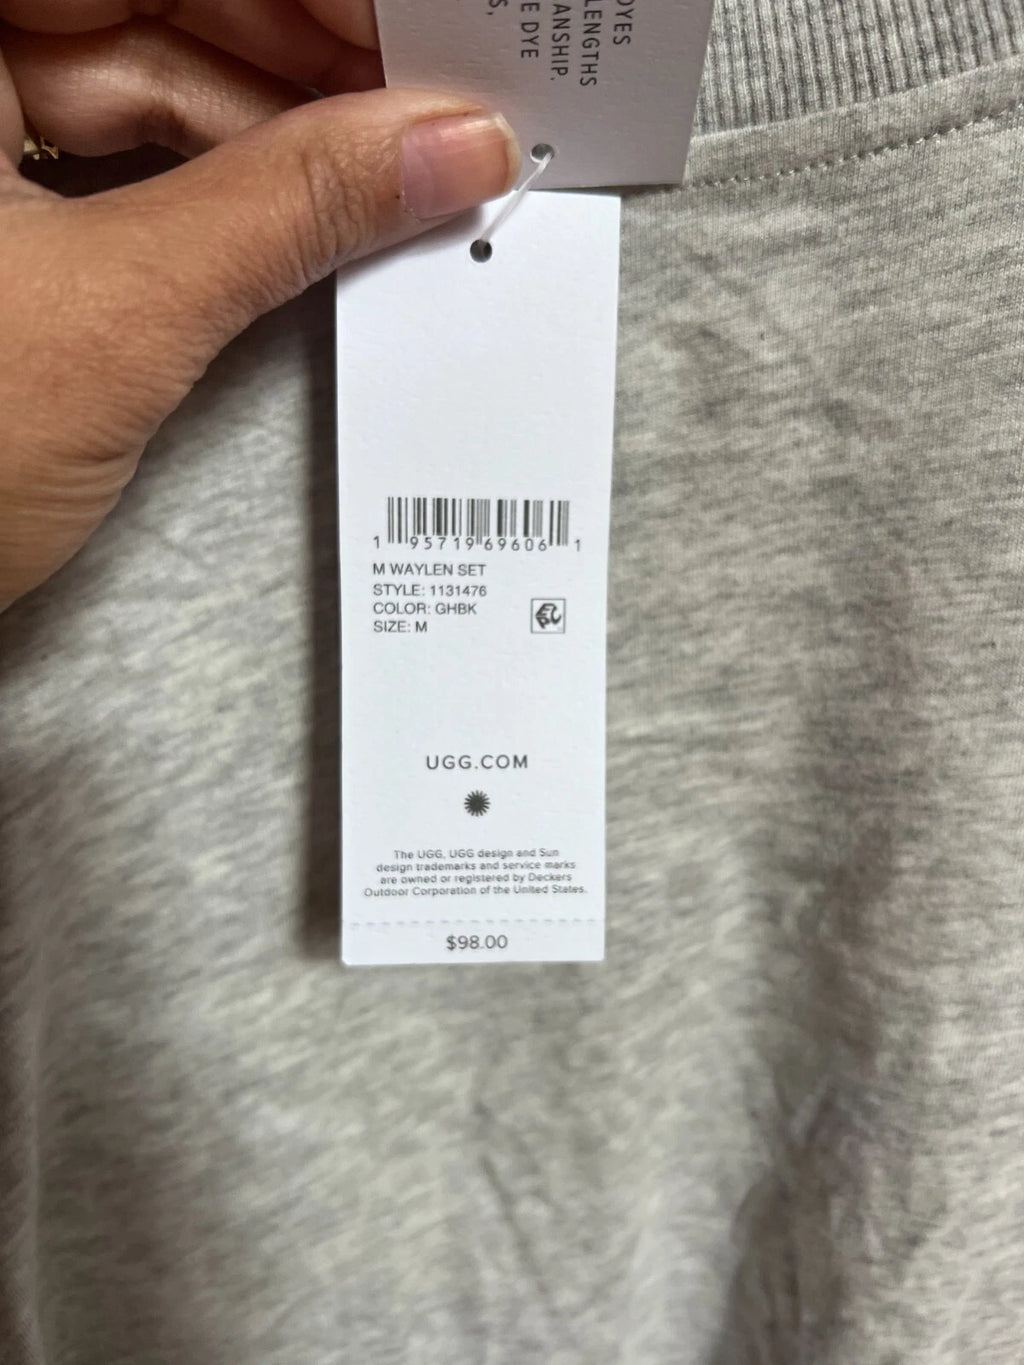 DYES
LENGTHS
ANSHIP.
E DYE
S,
1 95719 69606 1
M WAYLEN SET
STYLE: 1131476
COLOR: GHBK
SIZE: M
UGG.COM
The UGG, UGG design and Sun
design trademarks and service marks
are owned or registered by Deckers
Outdoor Corporation of the United States.
$98.00